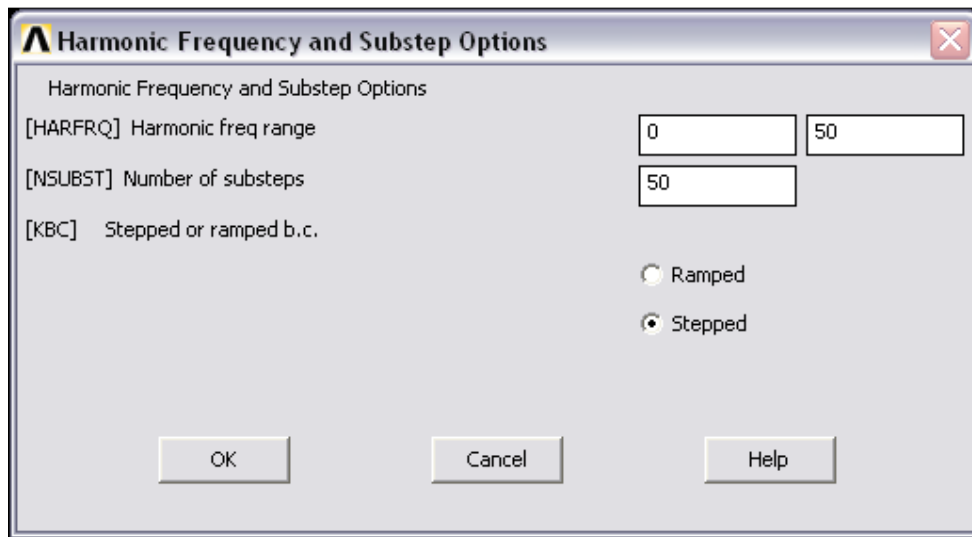 Harmonic Frequency and Substep Options
Harmonic Frequency and Substep Options
[HARFRQ] Harmonic freq range 0 50
[NSUBST] Number of substeps 50
[KBC] Stepped or ramped b.c.
Ramped
Stepped
OK Cancel Help